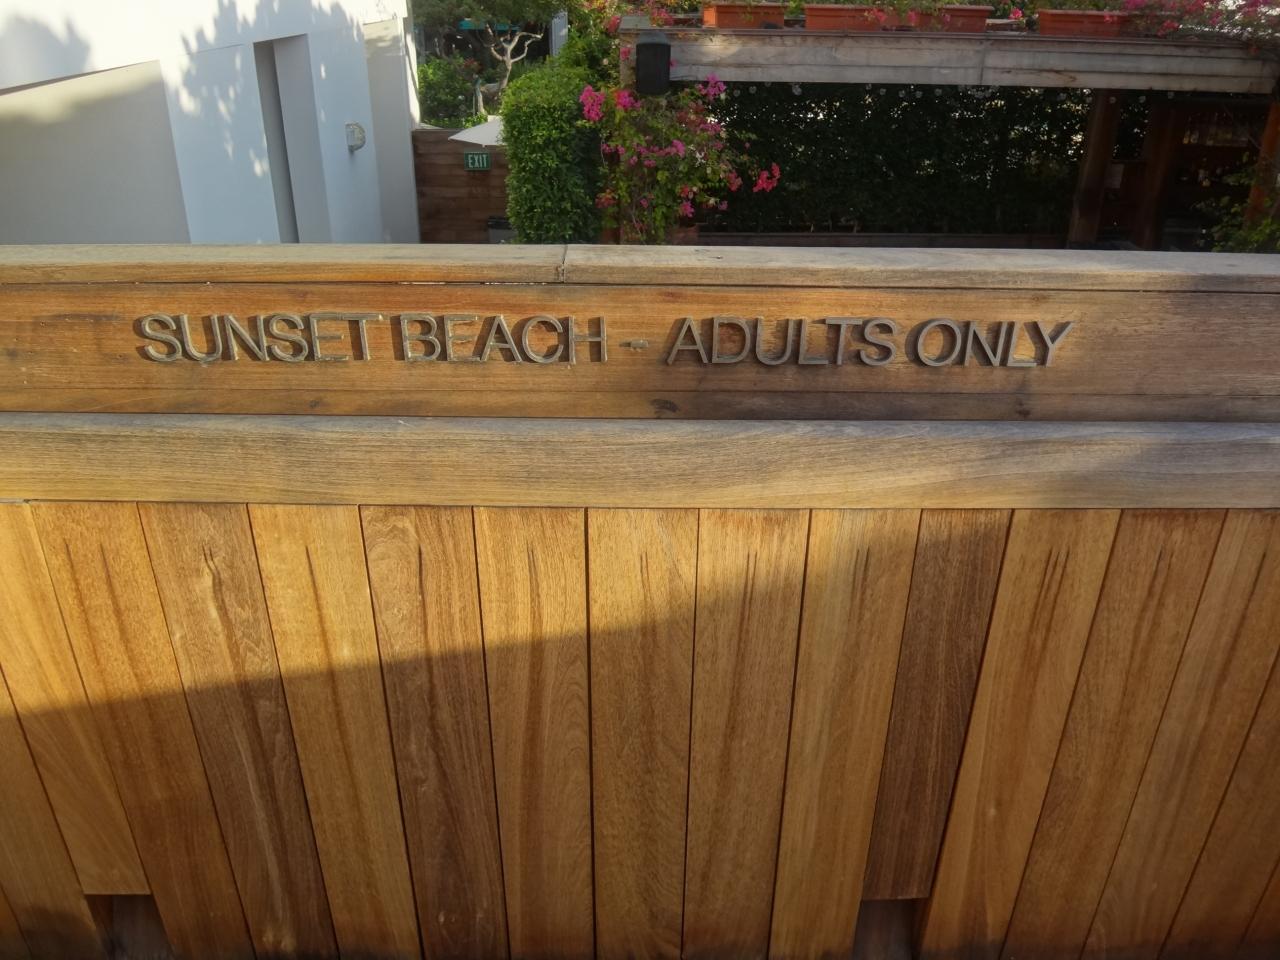 EXIT
SUNSET BEACH - ADULTS ONLY